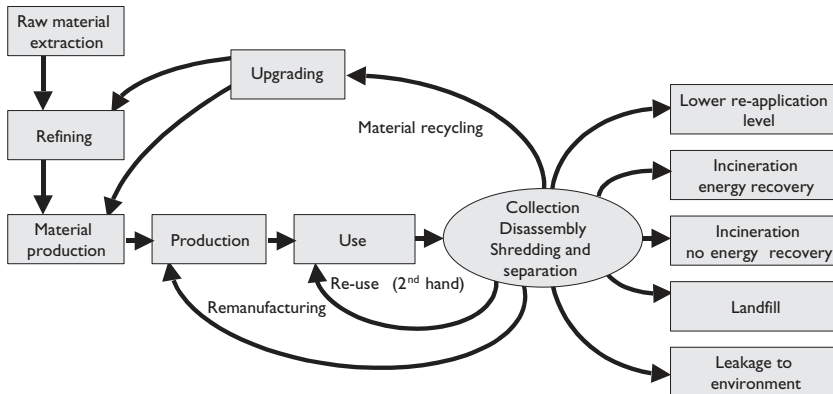 Raw material
extraction
Upgrading
Refining
Material recycling
Material
production
Production
Use
Collection
Disassembly
Shredding and
separation
Re-use (2nd hand)
Remanufacturing
Lower re-application
level
Incineration
energy recovery
Incineration
no energy recovery
Landfill
Leakage to
environment